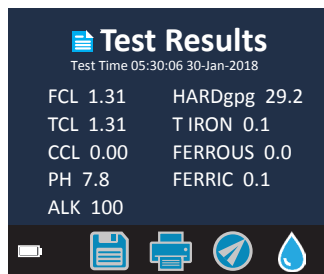 Test Results
Test Time 05:30:06 30-Jan-2018
FCL 1.31
TCL 1.31
CCL 0.00
PH 7.8
ALK 100
HARDgpg 29.2
T IRON 0.1
FERROUS 0.0
FERRIC 0.1